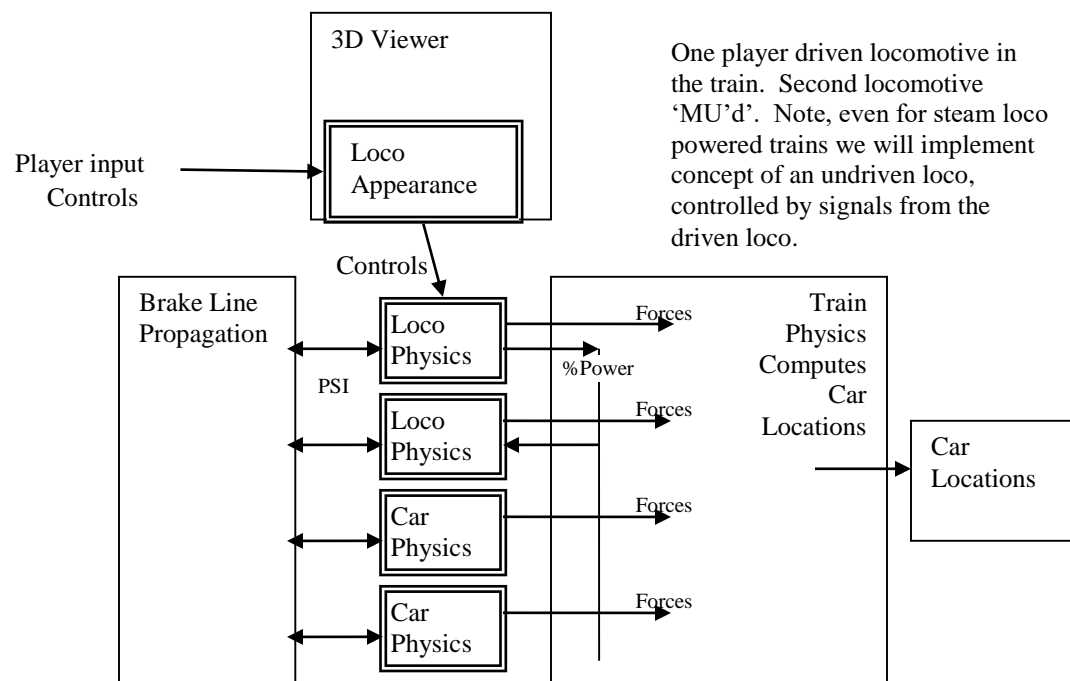 3D Viewer
One player driven locomotive in
the train.  Second locomotive
‘MU’d’.  Note, even for steam loco
powered trains we will implement
concept of an undriven loco,
controlled by signals from the
driven loco.
Player input
Controls
Loco
Appearance
Controls
Brake Line
Propagation
PSI
Loco
Physics
Forces
%Power
Loco
Physics
Forces
Car
Physics
Forces
Car
Physics
Forces
Train
Physics
Computes
Car
Locations
Car
Locations